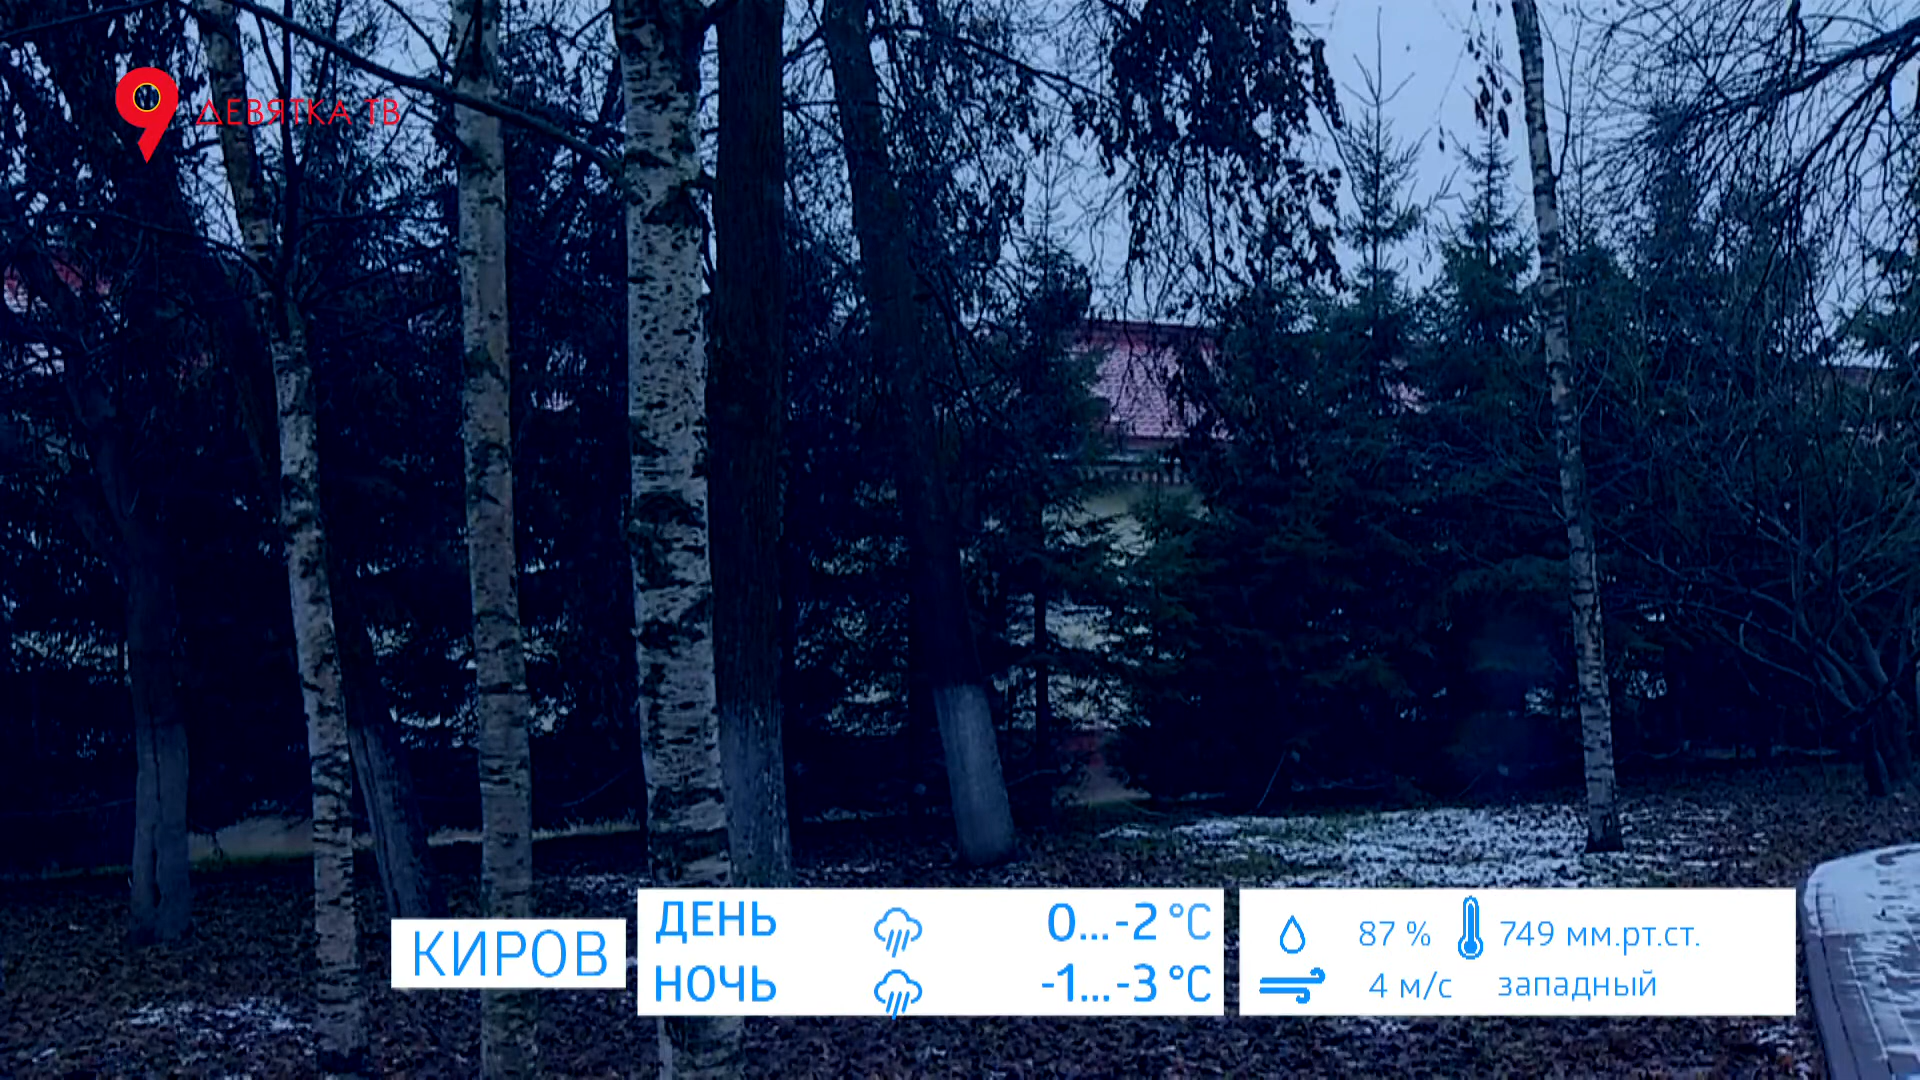 ДЕВЯТКА ТВ
КИРОВ
ДЕНЬ 0...-2 °C
НОЧЬ -1...-3 °C
87 % 749 мм.рт.ст.
4 м/с западный